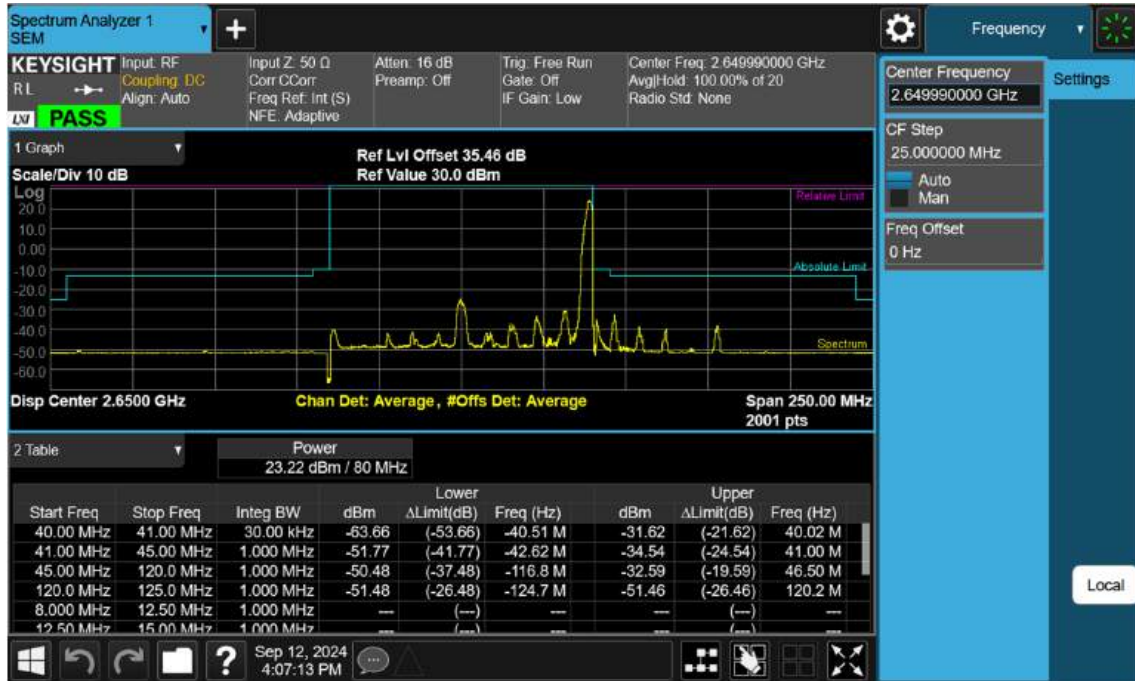 Spectrum Analyzer 1
SEM
Frequency
KEYSIGHT
R L
LXI
PASS
Input: RF
Coupling: DC
Align: Auto
Input Z: 50 Ω
Corr CCorr
Freq Ref: Int (S)
NFE: Adaptive
Atten: 16 dB
Preamp: Off
Trig: Free Run
Gate: Off
IF Gain: Low
Center Freq: 2.649990000 GHz
Avg|Hold: 100.00% of 20
Radio Std: None
Center Frequency
2.649990000 GHz
Settings
CF Step
25.000000 MHz
Auto
Man
Freq Offset
0 Hz
1 Graph
Scale/Div 10 dB
Ref Lvl Offset 35.46 dB
Ref Value 30.0 dBm
Log
20.0
10.0
0.00
-10.0
-20.0
-30.0
-40.0
-50.0
-60.0
Relative Limit
Absolute Limit
Spectrum
Disp Center 2.6500 GHz
Chan Det: Average, #Offs Det: Average
Span 250.00 MHz
2001 pts
2 Table
Power
23.22 dBm / 80 MHz
Lower Upper
Start Freq Stop Freq Integ BW dBm ΔLimit(dB) Freq (Hz) dBm ΔLimit(dB) Freq (Hz)
40.00 MHz 41.00 MHz 30.00 kHz -63.66 (-53.66) -40.51 M -31.62 (-21.62) 40.02 M
41.00 MHz 45.00 MHz 1.000 MHz -51.77 (-41.77) -42.62 M -34.54 (-24.54) 41.00 M
45.00 MHz 120.0 MHz 1.000 MHz -50.48 (-37.48) -116.8 M -32.59 (-19.59) 46.50 M
120.0 MHz 125.0 MHz 1.000 MHz -51.48 (-26.48) -124.7 M -51.46 (-26.46) 120.2 M
8.000 MHz 12.50 MHz 1.000 MHz --- (---) --- --- (---) ---
12.50 MHz 15.00 MHz 1.000 MHz --- (---) --- --- (---) ---
Local
?
Sep 12, 2024
4:07:13 PM